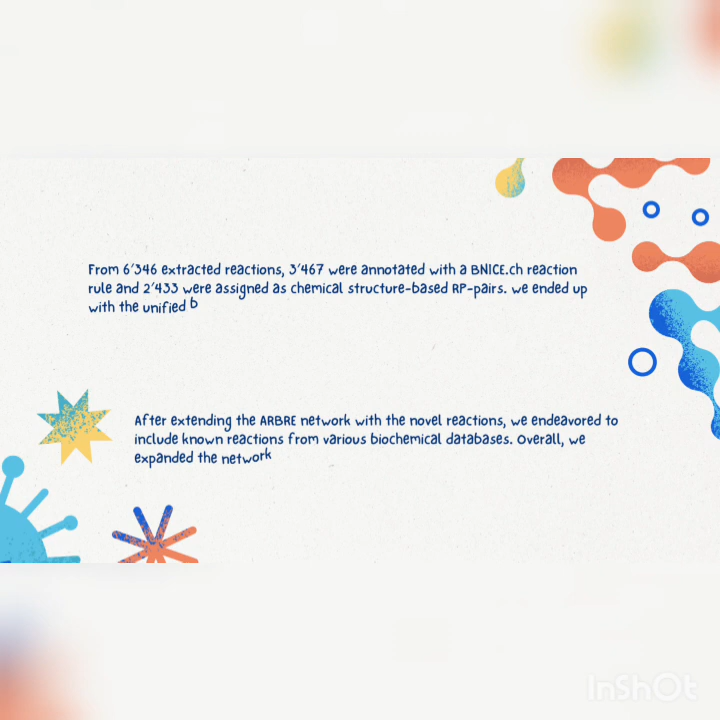 From 6'346 extracted reactions, 3'467 were annotated with a BNICE.ch reaction
rule and 2'433 were assigned as chemical structure-based RP-pairs. we ended up
with the unified b
After extending the ARBRE network with the novel reactions, we endeavored to
include known reactions from various biochemical databases. Overall, we
expanded the network
InShOt